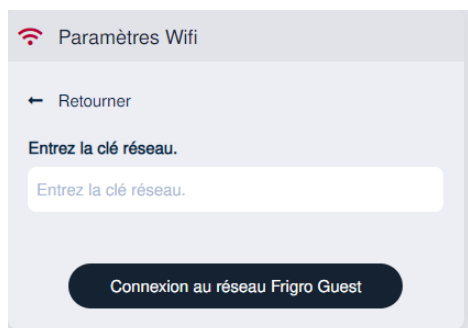 Paramètres Wifi
← Retourner
Entrez la clé réseau.
Entrez la clé réseau.
Connexion au réseau Frigro Guest